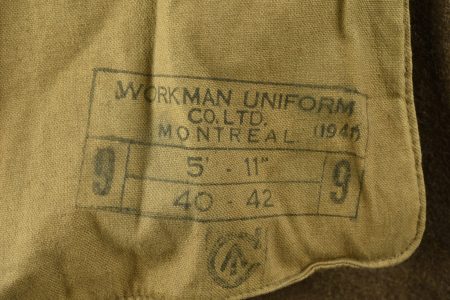 WORKMAN UNIFORM
CO. LTD.
MONTREAL. (1941)
9 5' - 11" 9
40 - 42